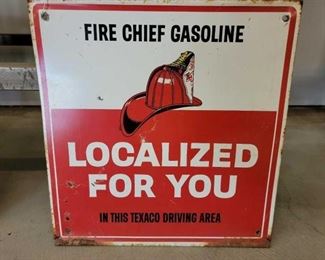 FIRE CHIEF GASOLINE
LOCALIZED
FOR YOU
IN THIS TEXACO DRIVING AREA